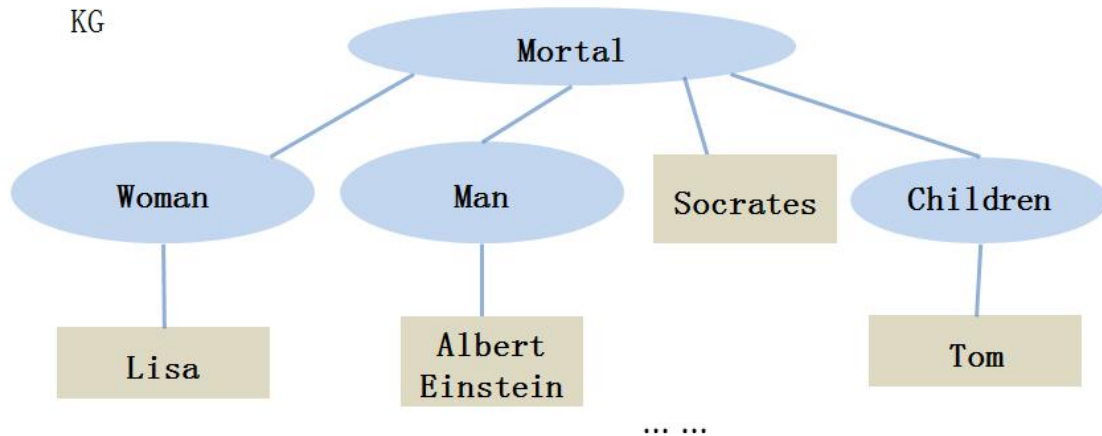 KG
Mortal
Woman
Man
Socrates
Children
Lisa
Albert
Einstein
Tom
... ...